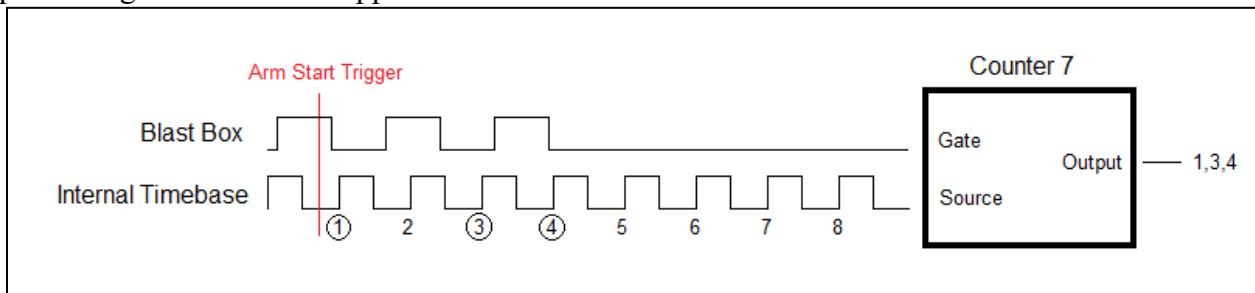 Counter 7
Arm Start Trigger
Blast Box
Gate
Output
1,3,4
Internal Timebase
Source
1 2 3 4 5 6 7 8